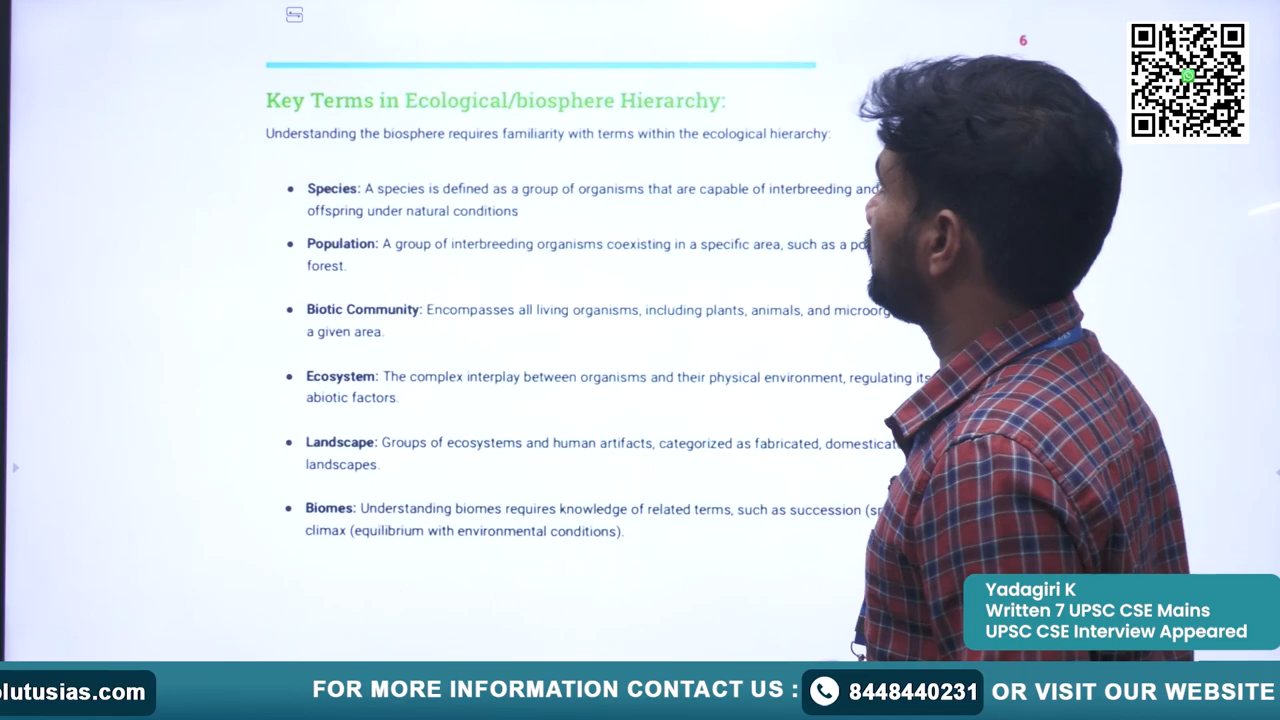 6
Key Terms in Ecological/biosphere Hierarchy:
Understanding the biosphere requires familiarity with terms within the ecological hierarchy:
● Species: A species is defined as a group of organisms that are capable of interbreeding and
offspring under natural conditions
● Population: A group of interbreeding organisms coexisting in a specific area, such as a
forest.
● Biotic Community: Encompasses all living organisms, including plants, animals, and
a given area.
● Ecosystem: The complex interplay between organisms and their physical environment, regulating its
abiotic factors.
● Landscape: Groups of ecosystems and human artifacts, categorized as fabricated,
landscapes.
● Biomes: Understanding biomes requires knowledge of related terms, such as succession
climax (equilibrium with environmental conditions).
Yadagiri K
Written 7 UPSC CSE Mains
UPSC CSE Interview Appeared
olutusias.com FOR MORE INFORMATION CONTACT US : 8448440231 OR VISIT OUR WEBSITE